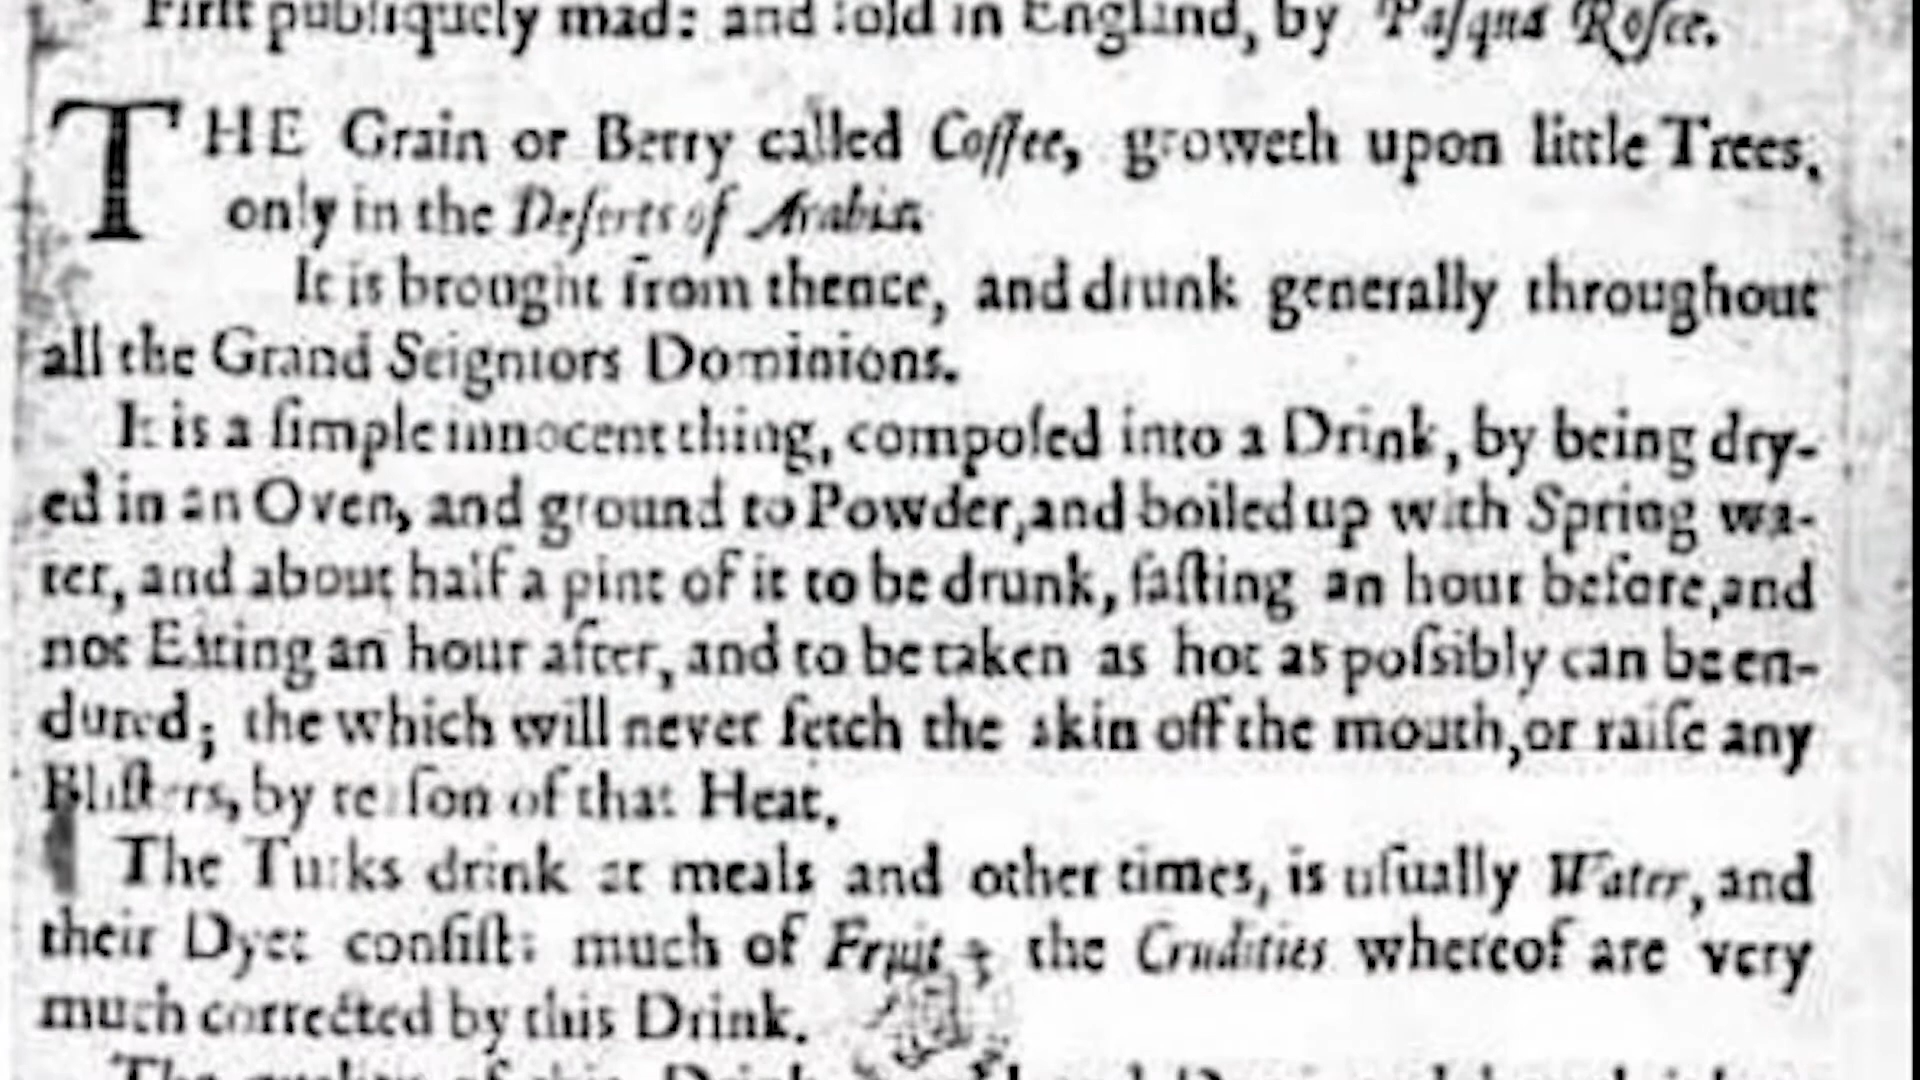 First publiquely made and sold in England, by Pasqua Rosee.
THE Grain or Berry called Coffee, groweth upon little Trees,
only in the Deserts of Arabia.
It is brought from thence, and drunk generally throughout
all the Grand Seigniors Dominions.
It is a ſimple innocent thing, compoſed into a Drink, by being dry-
ed in an Oven, and ground to Powder, and boiled up with Spring wa-
ter, and about half a pint of it to be drunk, faſting an hour before, and
not Eating an hour after, and to be taken as hot as poſsibly can be en-
dured; the which will never fetch the skin off the mouth, or raiſe any
Bliſters, by reaſon of that Heat.
The Turks drink at meals and other times, is uſually Water, and
their Dyet conſiſts much of Fruit; the Crudities whereof are very
much corrected by this Drink.
The quality of this Drink